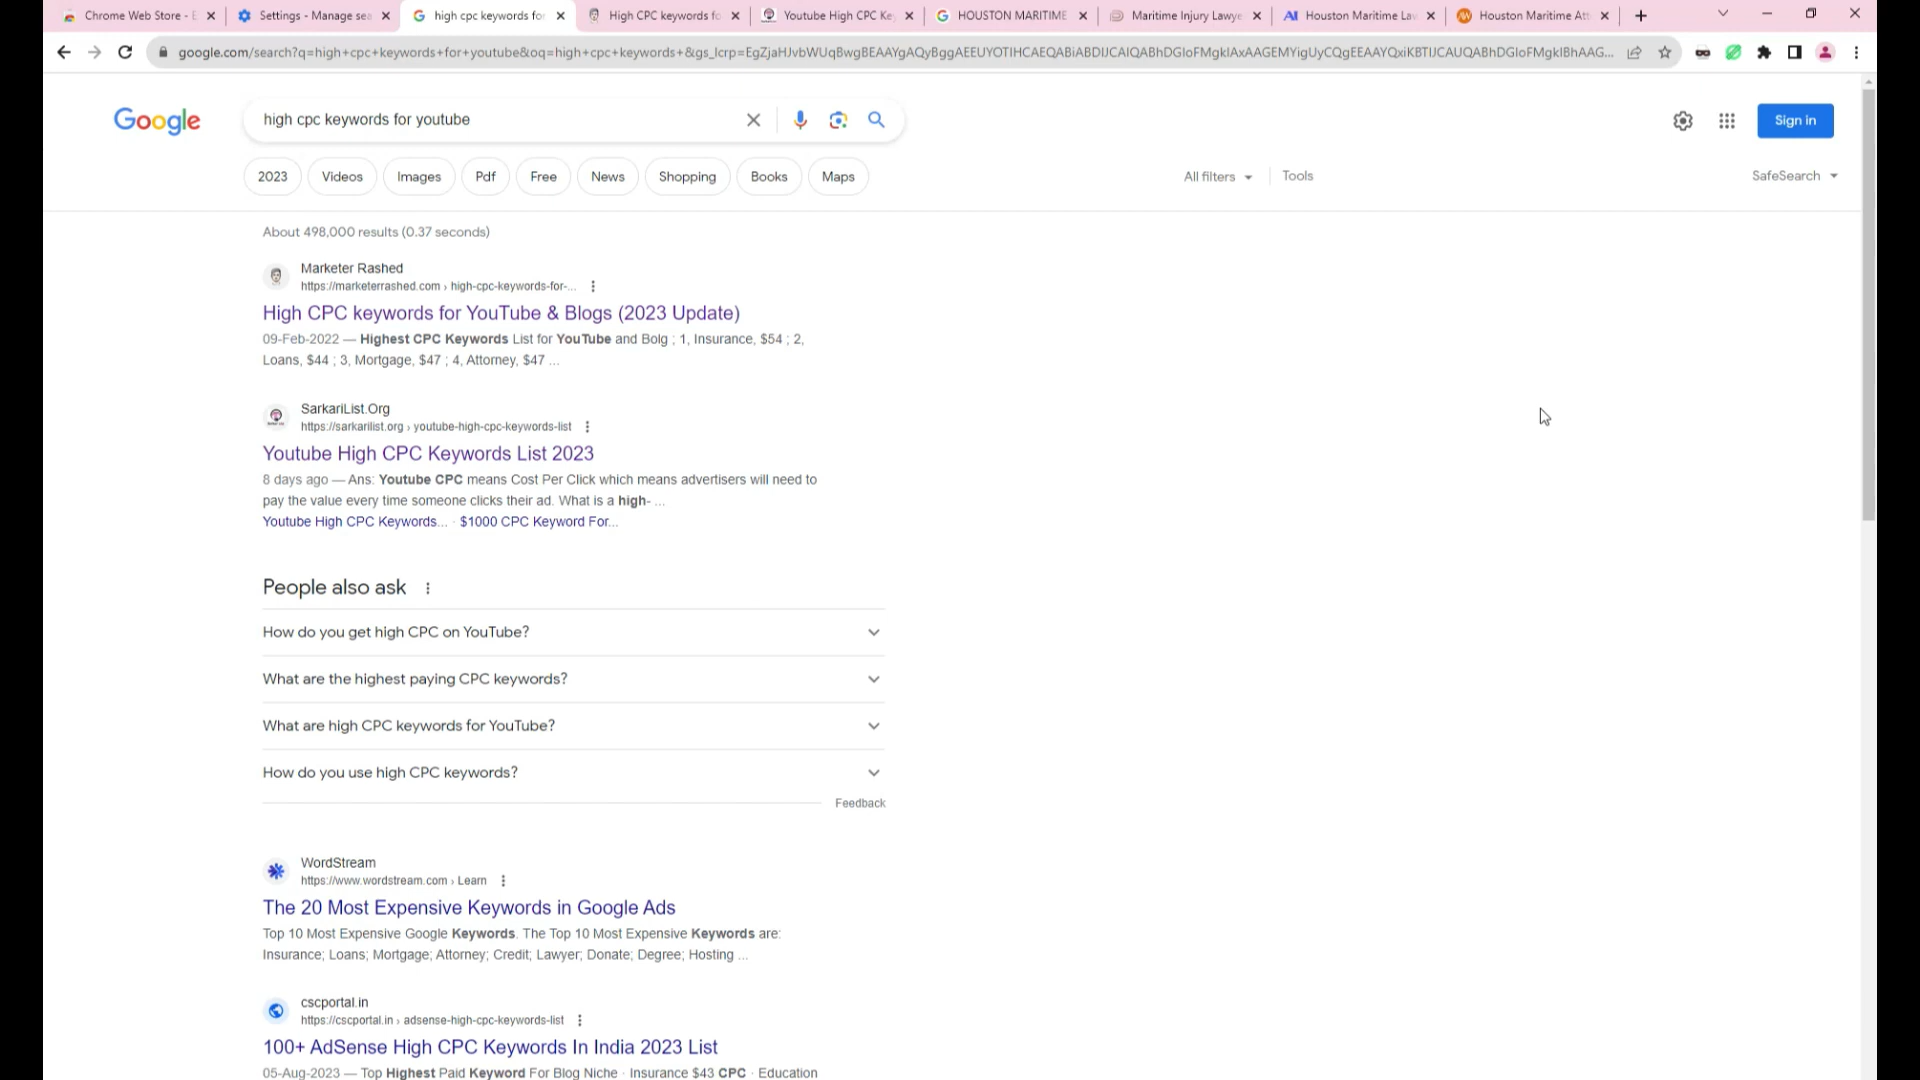 Chrome Web Store - E
Settings - Manage sea
high cpc keywords for
High CPC keywords fo
Youtube High CPC Key
HOUSTON MARITIME
Maritime Injury Lawye
Houston Maritime Law
Houston Maritime Att
google.com/search?q=high+cpc+keywords+for+youtube&oq=high+cpc+keywords+&gs_lcrp=
Google
high cpc keywords for youtube
Sign in
2023
Videos
Images
Pdf
Free
News
Shopping
Books
Maps
All filters
Tools
SafeSearch
About 498,000 results (0.37 seconds)
Marketer Rashed
https://marketerrashed.com › high-cpc-keywords-for-...
High CPC keywords for YouTube & Blogs (2023 Update)
09-Feb-2022 — Highest CPC Keywords List for YouTube and Bolg ; 1, Insurance, $54 ; 2,
Loans, $44 ; 3, Mortgage, $47 ; 4, Attorney, $47 ...
SarkariList.Org
https://sarkarilist.org › youtube-high-cpc-keywords-list
Youtube High CPC Keywords List 2023
8 days ago — Ans: Youtube CPC means Cost Per Click which means advertisers will need to
pay the value every time someone clicks their ad. What is a high- ...
Youtube High CPC Keywords... · $1000 CPC Keyword For...
People also ask
How do you get high CPC on YouTube?
What are the highest paying CPC keywords?
What are high CPC keywords for YouTube?
How do you use high CPC keywords?
Feedback
WordStream
https://www.wordstream.com › Learn
The 20 Most Expensive Keywords in Google Ads
Top 10 Most Expensive Google Keywords. The Top 10 Most Expensive Keywords are:
Insurance; Loans; Mortgage; Attorney; Credit; Lawyer; Donate; Degree; Hosting ...
cscportal.in
https://cscportal.in › adsense-high-cpc-keywords-list
100+ AdSense High CPC Keywords In India 2023 List
05-Aug-2023 — Top Highest Paid Keyword For Blog Niche · Insurance $43 CPC · Education